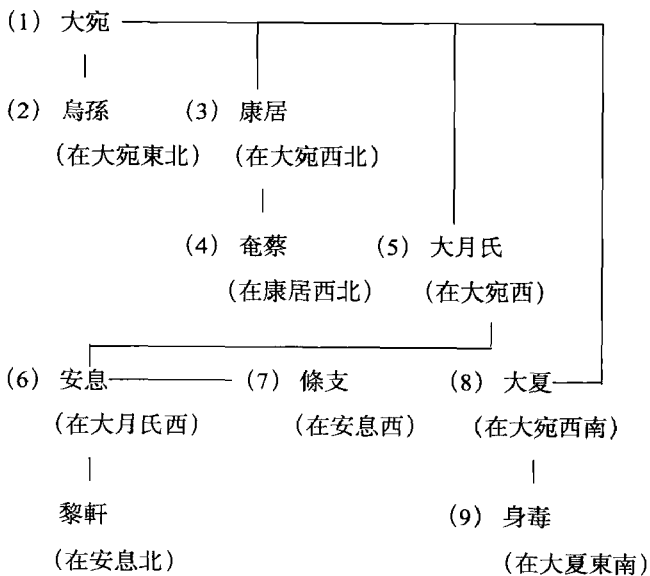 (1) 大宛
(2) 烏孫 (3) 康居
(在大宛東北) (在大宛西北)
(4) 奄蔡 (5) 大月氏
(在康居西北) (在大宛西)
(6) 安息 (7) 條支 (8) 大夏
(在大月氏西) (在安息西) (在大宛西南)
黎軒 (9) 身毒
(在安息北) (在大夏東南)